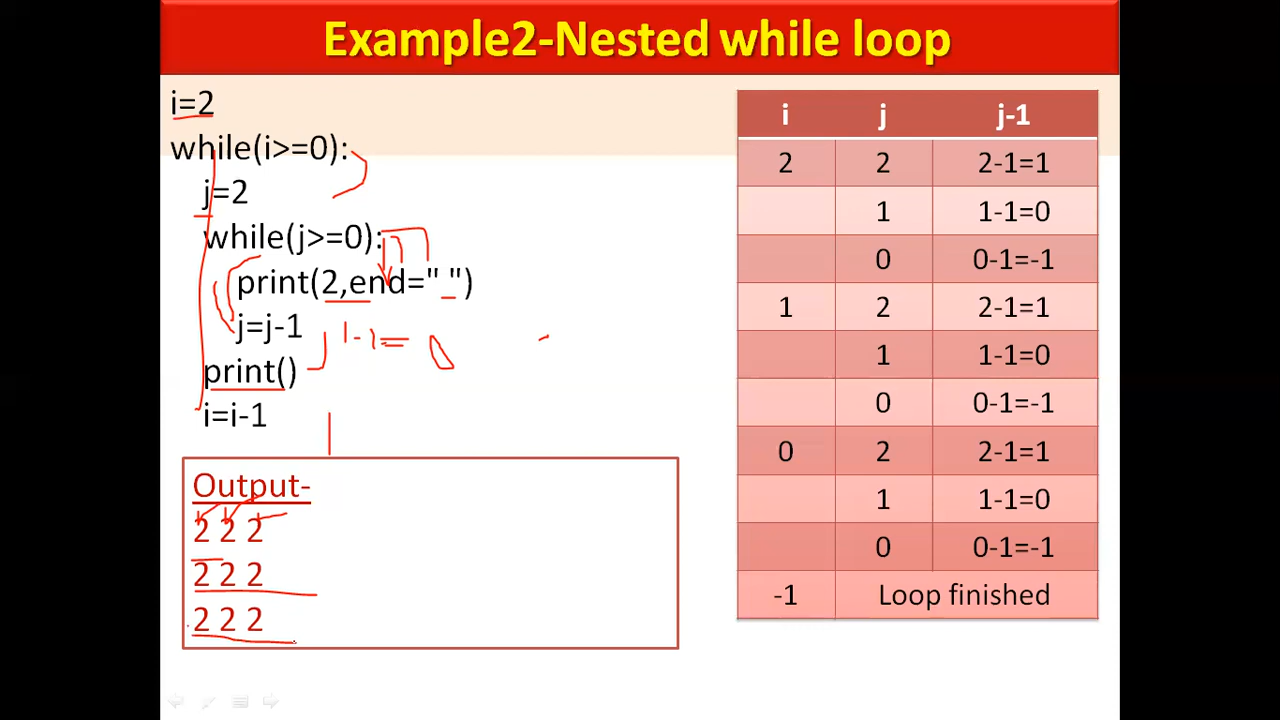 Example2-Nested while loop
i=2
while(i>=0):
j=2
while(j>=0):
print(2,end=" ")
j=j-1
1-1= 0
print()
i=i-1
Output-
2 2 2
2 2 2
2 2 2
i j j-1
2 2 2-1=1
1 1-1=0
0 0-1=-1
1 2 2-1=1
1 1-1=0
0 0-1=-1
0 2 2-1=1
1 1-1=0
0 0-1=-1
-1 Loop finished